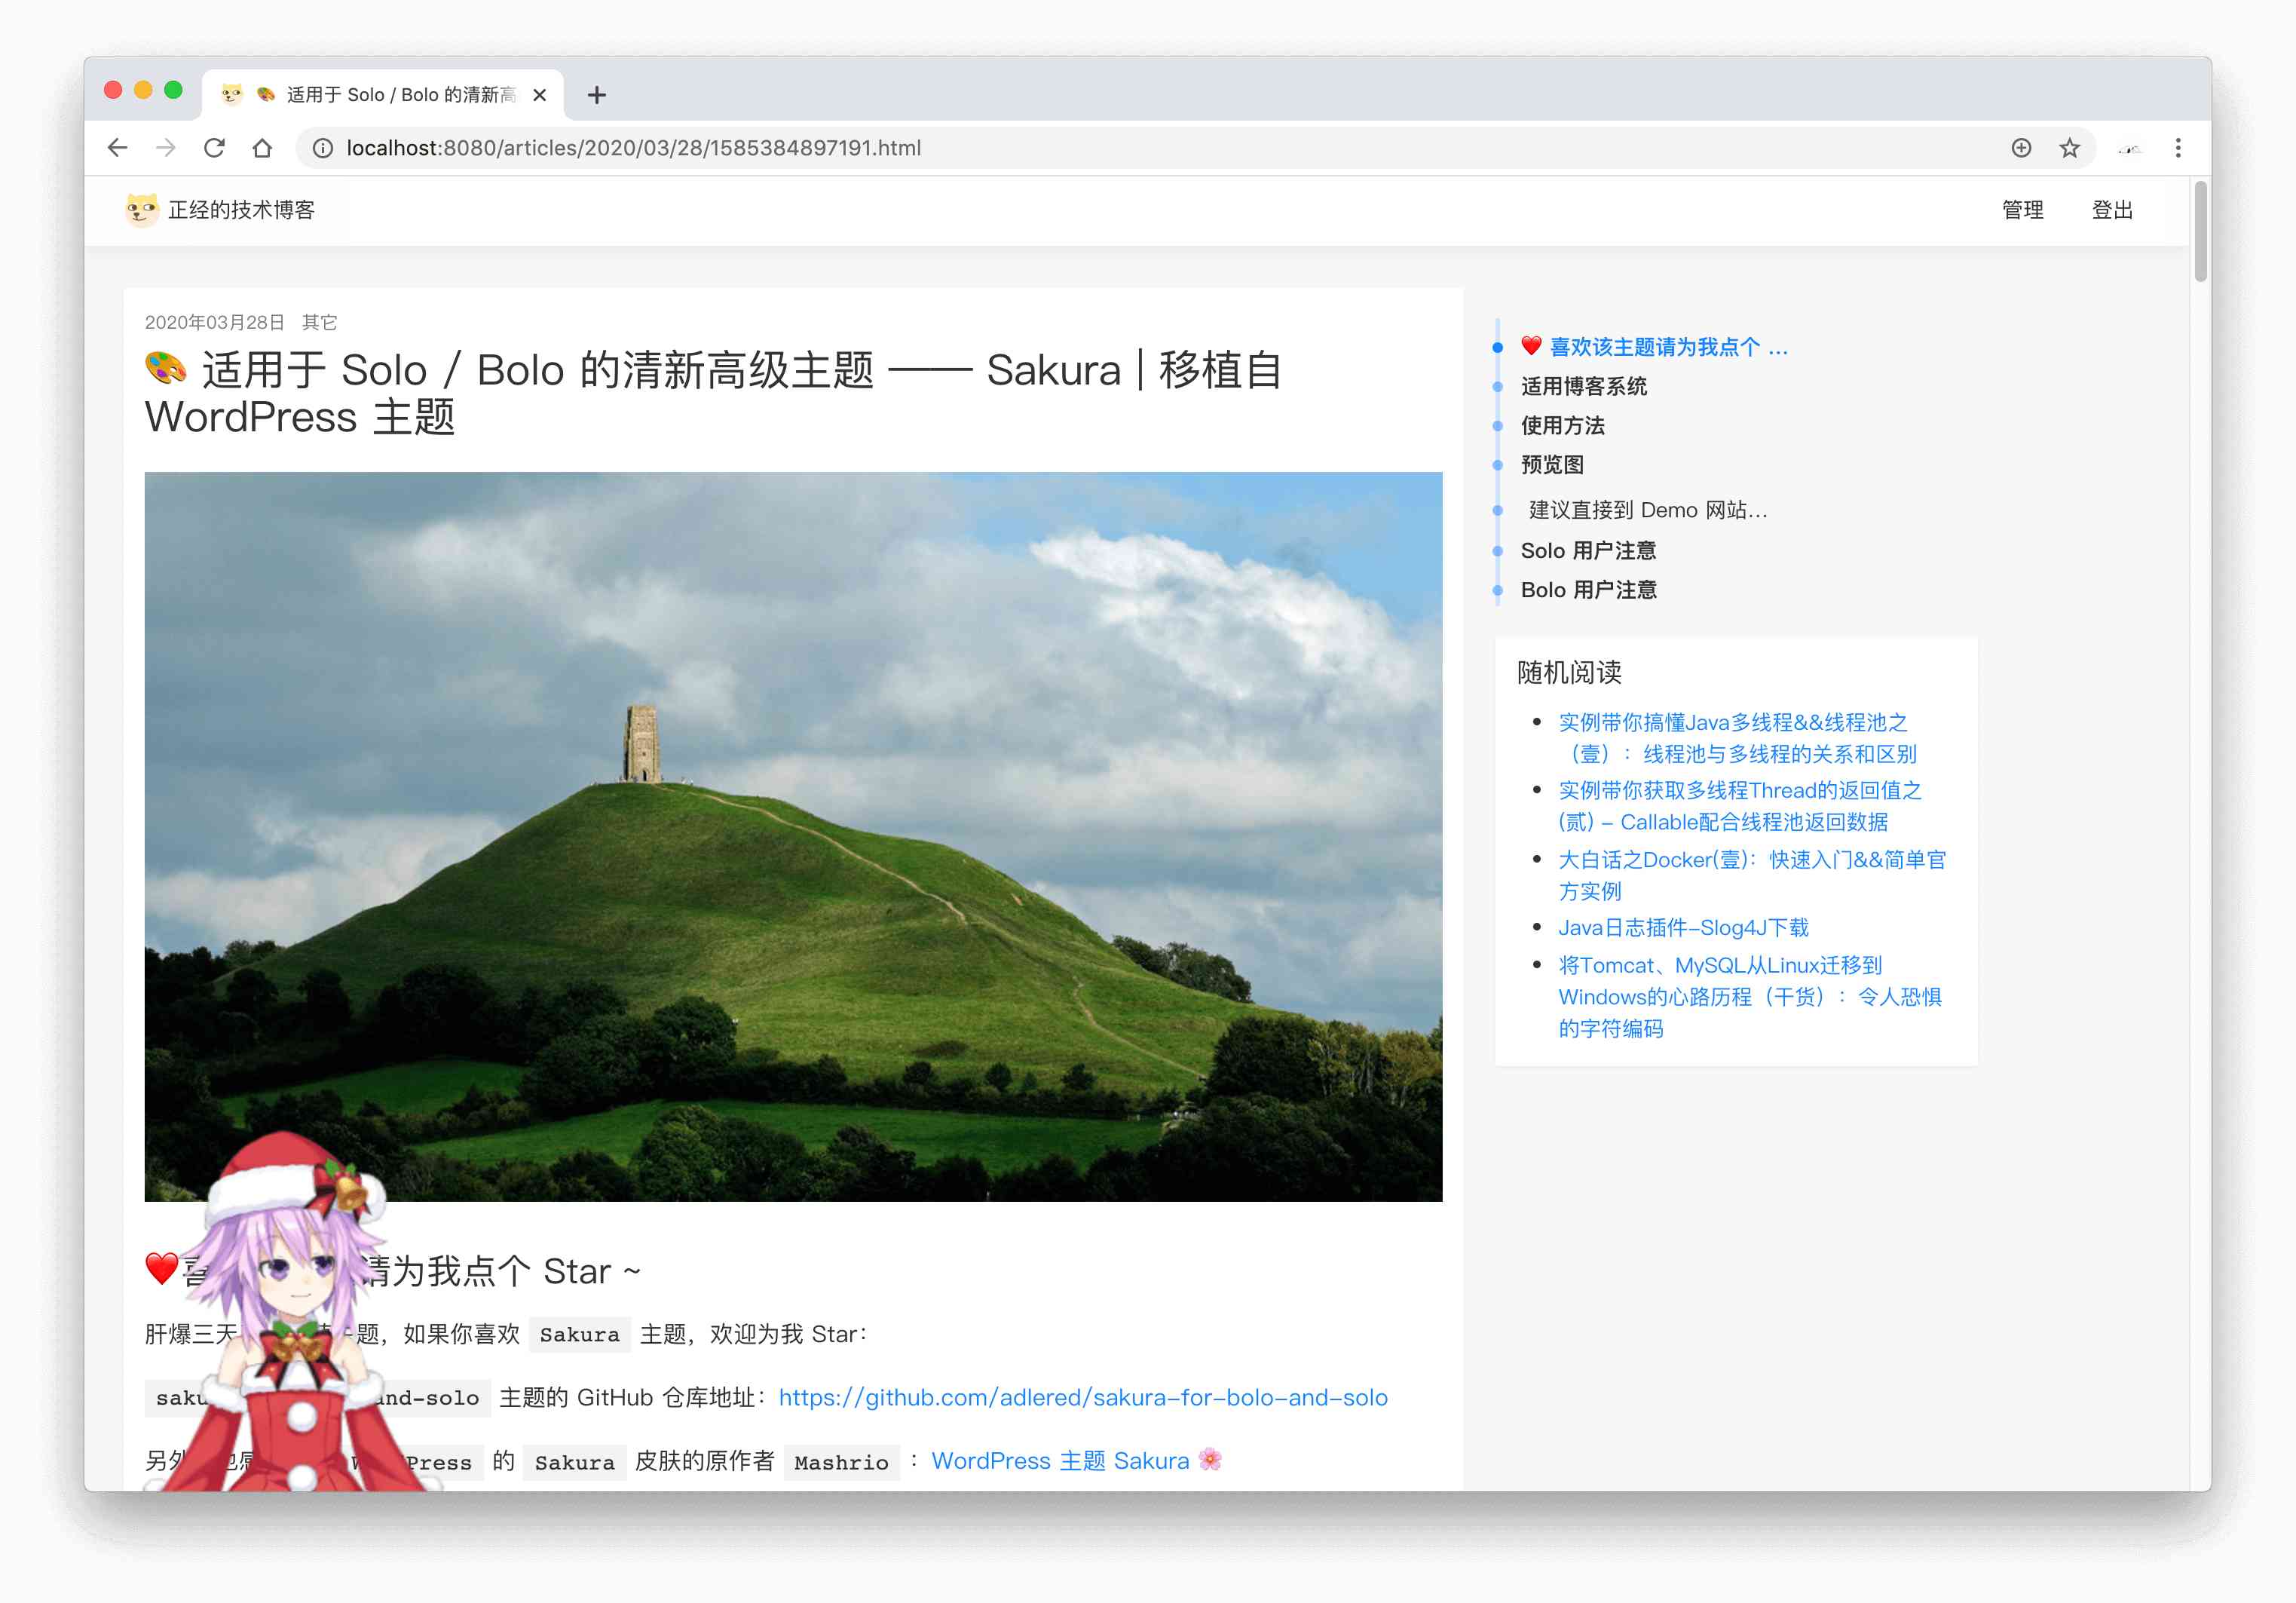 适用于 Solo / Bolo 的清新高
localhost:8080/articles/2020/03/28/1585384897191.html
正经的技术博客
管理 登出
2020年03月28日 其它
🎨 适用于 Solo / Bolo 的清新高级主题 —— Sakura | 移植自
WordPress 主题
❤️喜 请为我点个 Star ~
肝爆三天 题，如果你喜欢 Sakura 主题，欢迎为我 Star：
saku and-solo 主题的 GitHub 仓库地址：https://github.com/adlered/sakura-for-bolo-and-solo
另外 Press 的 Sakura 皮肤的原作者 Mashrio ：WordPress 主题 Sakura 🌸
❤️ 喜欢该主题请为我点个 ...
适用博客系统
使用方法
预览图
建议直接到 Demo 网站...
Solo 用户注意
Bolo 用户注意
随机阅读
实例带你搞懂Java多线程&&线程池之
（壹）：线程池与多线程的关系和区别
实例带你获取多线程Thread的返回值之
(贰) - Callable配合线程池返回数据
大白话之Docker(壹)：快速入门&&简单官
方实例
Java日志插件-Slog4J下载
将Tomcat、MySQL从Linux迁移到
Windows的心路历程（干货）：令人恐惧
的字符编码